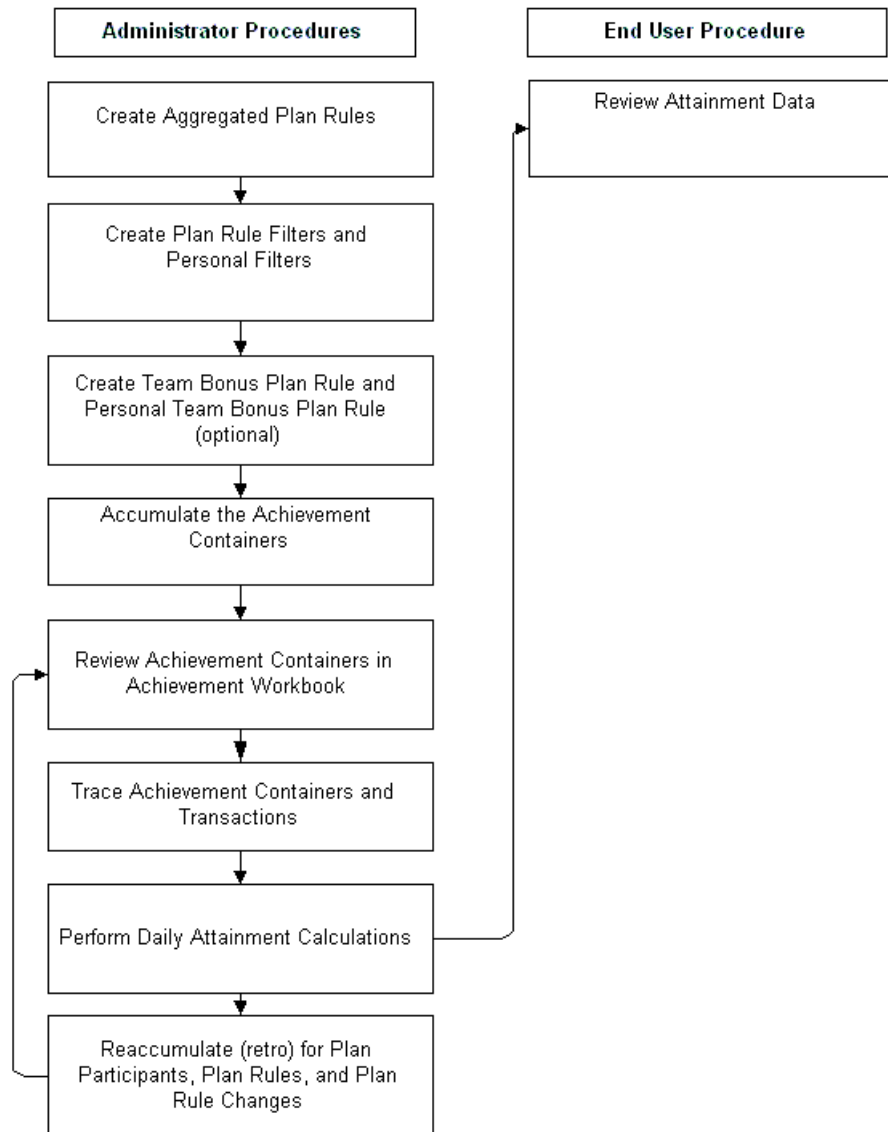 Administrator Procedures
End User Procedure
Create Aggregated Plan Rules
Review Attainment Data
Create Plan Rule Filters and
Personal Filters
Create Team Bonus Plan Rule and
Personal Team Bonus Plan Rule
(optional)
Accumulate the Achievement
Containers
Review Achievement Containers in
Achievement Workbook
Trace Achievement Containers and
Transactions
Perform Daily Attainment Calculations
Reaccumulate (retro) for Plan
Participants, Plan Rules, and Plan
Rule Changes